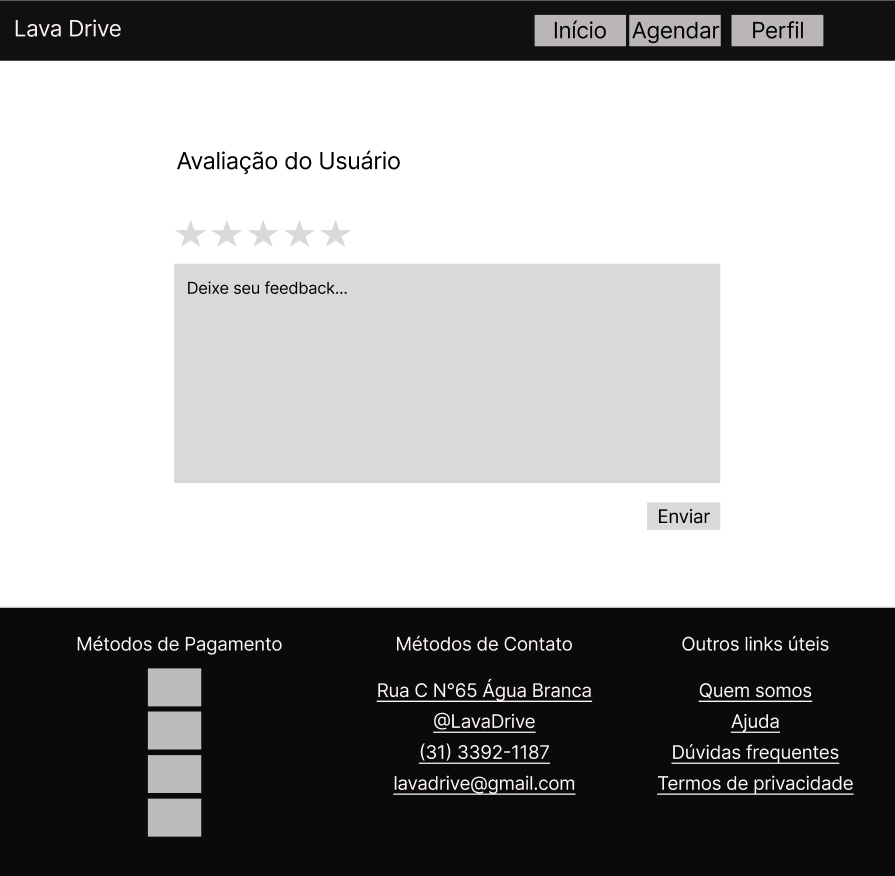 Lava Drive
Início
Agendar
Perfil
Avaliação do Usuário
Deixe seu feedback...
Enviar
Métodos de Pagamento
Métodos de Contato
Rua C N°65 Água Branca
@LavaDrive
(31) 3392-1187
lavadrive@gmail.com
Outros links úteis
Quem somos
Ajuda
Dúvidas frequentes
Termos de privacidade